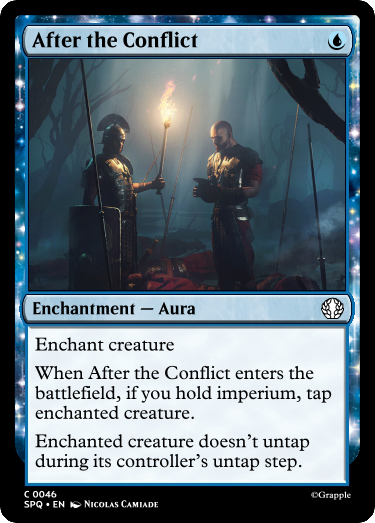 After the Conflict
Enchantment — Aura
Enchant creature
When After the Conflict enters the
battlefield, if you hold imperium, tap
enchanted creature.
Enchanted creature doesn't untap
during its controller's untap step.
C 0046
SPQ • EN Nicolas Camiade
©Grapple